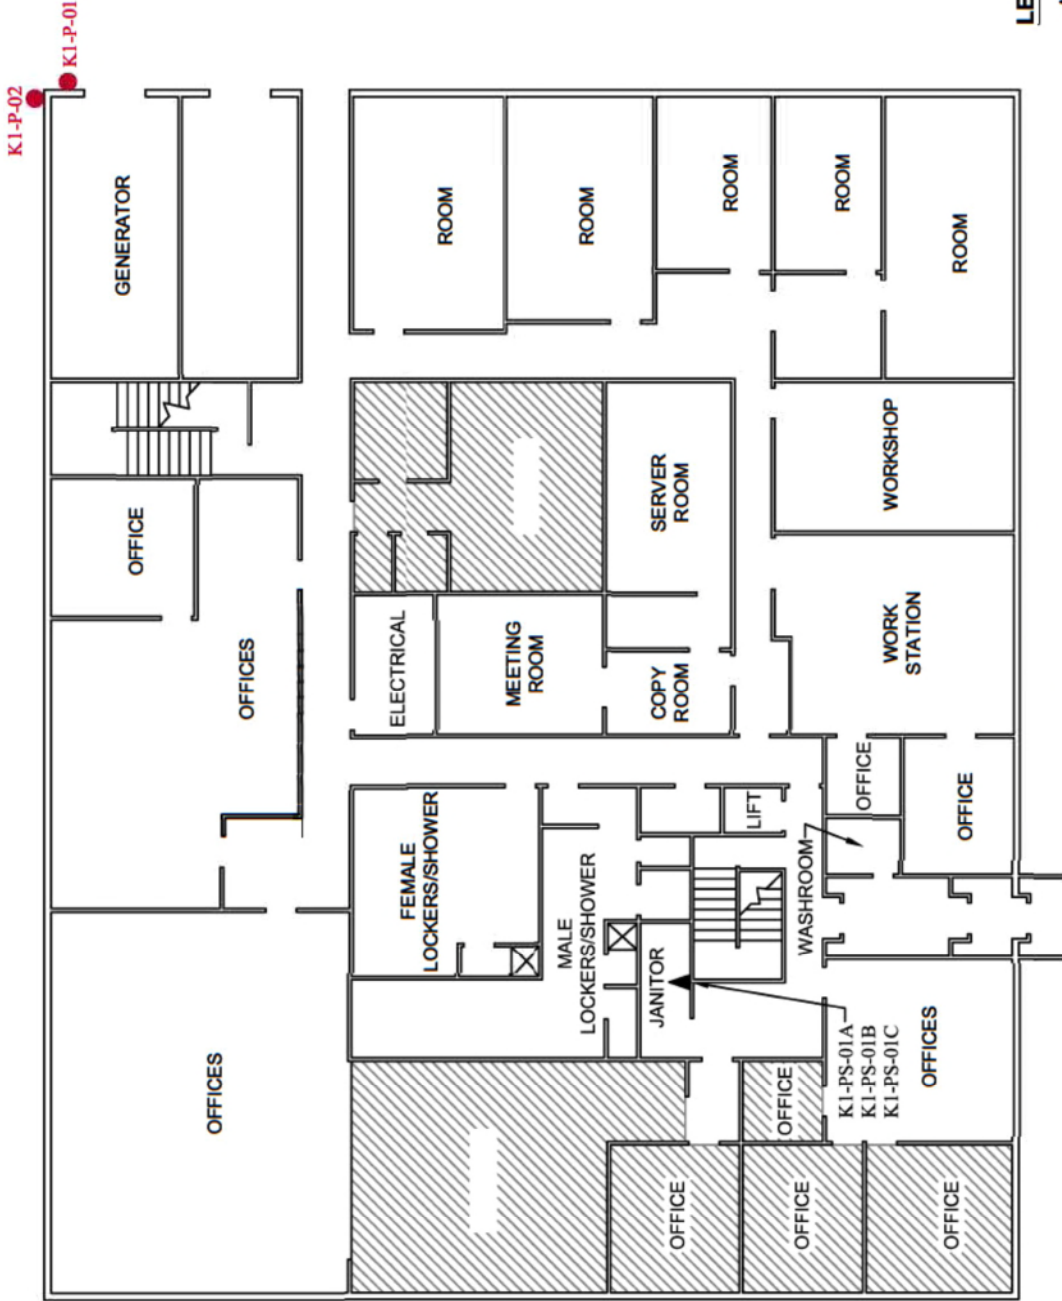 K1-P-02
K1-P-01
LE
GENERATOR
ROOM
ROOM
ROOM
ROOM
ROOM
OFFICE
OFFICES
ELECTRICAL
MEETING
ROOM
SERVER
ROOM
COPY
ROOM
WORKSHOP
WORK
STATION
OFFICE
OFFICE
LIFT
WASHROOM
FEMALE
LOCKERS/SHOWER
MALE
LOCKERS/SHOWER
JANITOR
K1-PS-01A
K1-PS-01B
K1-PS-01C
OFFICES
OFFICES
OFFICE
OFFICE
OFFICE
OFFICE